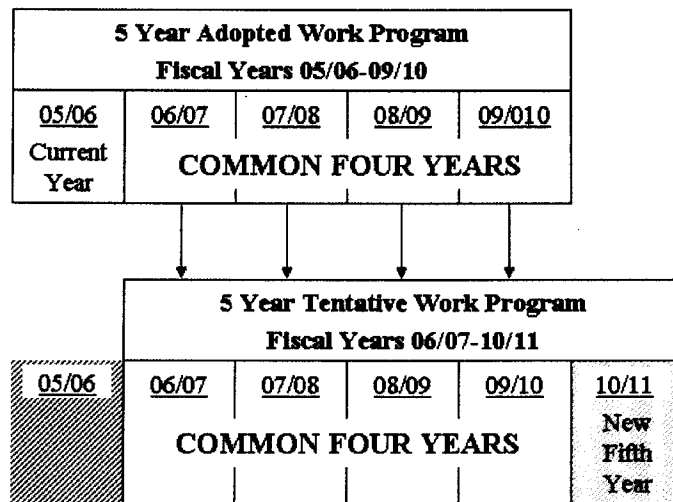 5 Year Adopted Work Program
Fiscal Years 05/06-09/10
05/06 06/07 07/08 08/09 09/010
Current
Year
COMMON FOUR YEARS
5 Year Tentative Work Program
Fiscal Years 06/07-10/11
05/06 06/07 07/08 08/09 09/10 10/11
COMMON FOUR YEARS
New
Fifth
Year